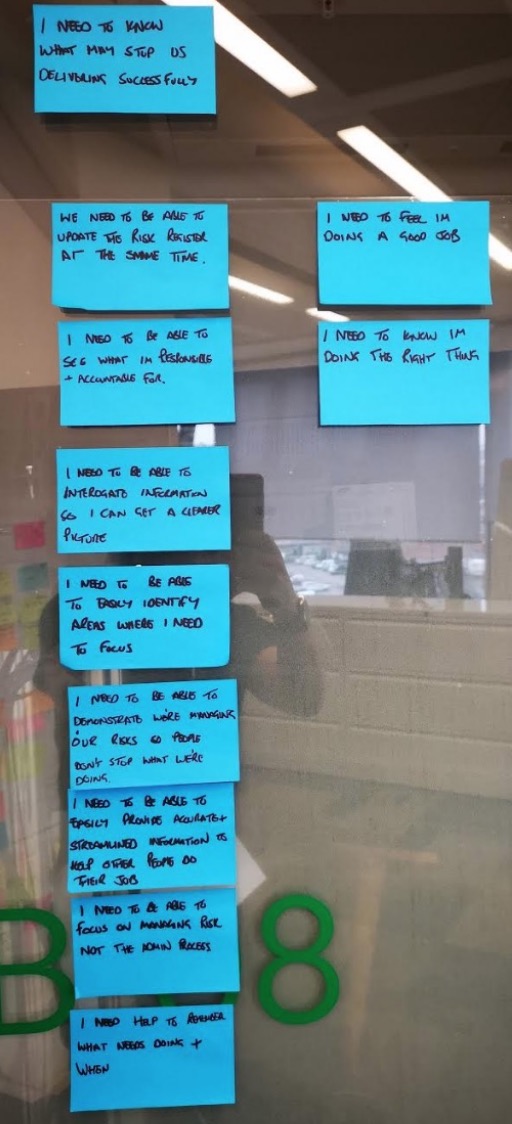 I NEED TO KNOW
WHAT MAY STOP US
DELIVERING SUCCESSFULLY
WE NEED TO BE ABLE TO
UPDATE THE RISK REGISTER
AT THE SAME TIME.
I NEED TO BE ABLE TO
SEE WHAT IM RESPONSIBLE
+ ACCOUNTABLE FOR.
I NEED TO BE ABLE TO
INTEROGATE INFORMATION
SO I CAN GET A CLEARER
PICTURE
I NEED TO BE ABLE
TO EASILY IDENTIFY
AREAS WHERE I NEED
TO FOCUS
I NEED TO BE ABLE TO
DEMONSTRATE WE'RE MANAGING
OUR RISKS SO PEOPLE
DON'T STOP WHAT WE'RE
DOING.
I NEED TO BE ABLE TO
EASILY PROVIDE ACCURATE +
STREAMLINED INFORMATION TO
HELP OTHER PEOPLE DO
THEIR JOB
I NEED TO BE ABLE TO
FOCUS ON MANAGING RISK
NOT THE ADMIN PROCESS
I NEED HELP TO REMEMBER
WHAT NEEDS DOING +
WHEN
I NEED TO FEEL IM
DOING A GOOD JOB
I NEED TO KNOW IM
DOING THE RIGHT THING
B 8